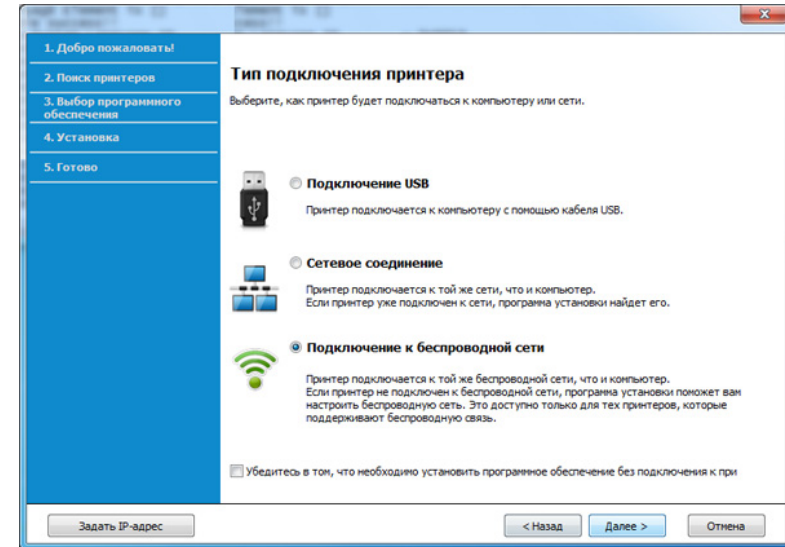 1. Добро пожаловать!
2. Поиск принтеров
3. Выбор программного
обеспечения
4. Установка
5. Готово
Тип подключения принтера
Выберите, как принтер будет подключаться к компьютеру или сети.
Подключение USB
Принтер подключается к компьютеру с помощью кабеля USB.
Сетевое соединение
Принтер подключается к той же сети, что и компьютер.
Если принтер уже подключен к сети, программа установки найдет его.
Подключение к беспроводной сети
Принтер подключается к той же беспроводной сети, что и компьютер.
Если принтер не подключен к беспроводной сети, программа установки поможет вам
настроить беспроводную сеть. Это доступно только для тех принтеров, которые
поддерживают беспроводную связь.
Убедитесь в том, что необходимо установить программное обеспечение без подключения к при
Задать IP-адрес
< Назад
Далее >
Отмена